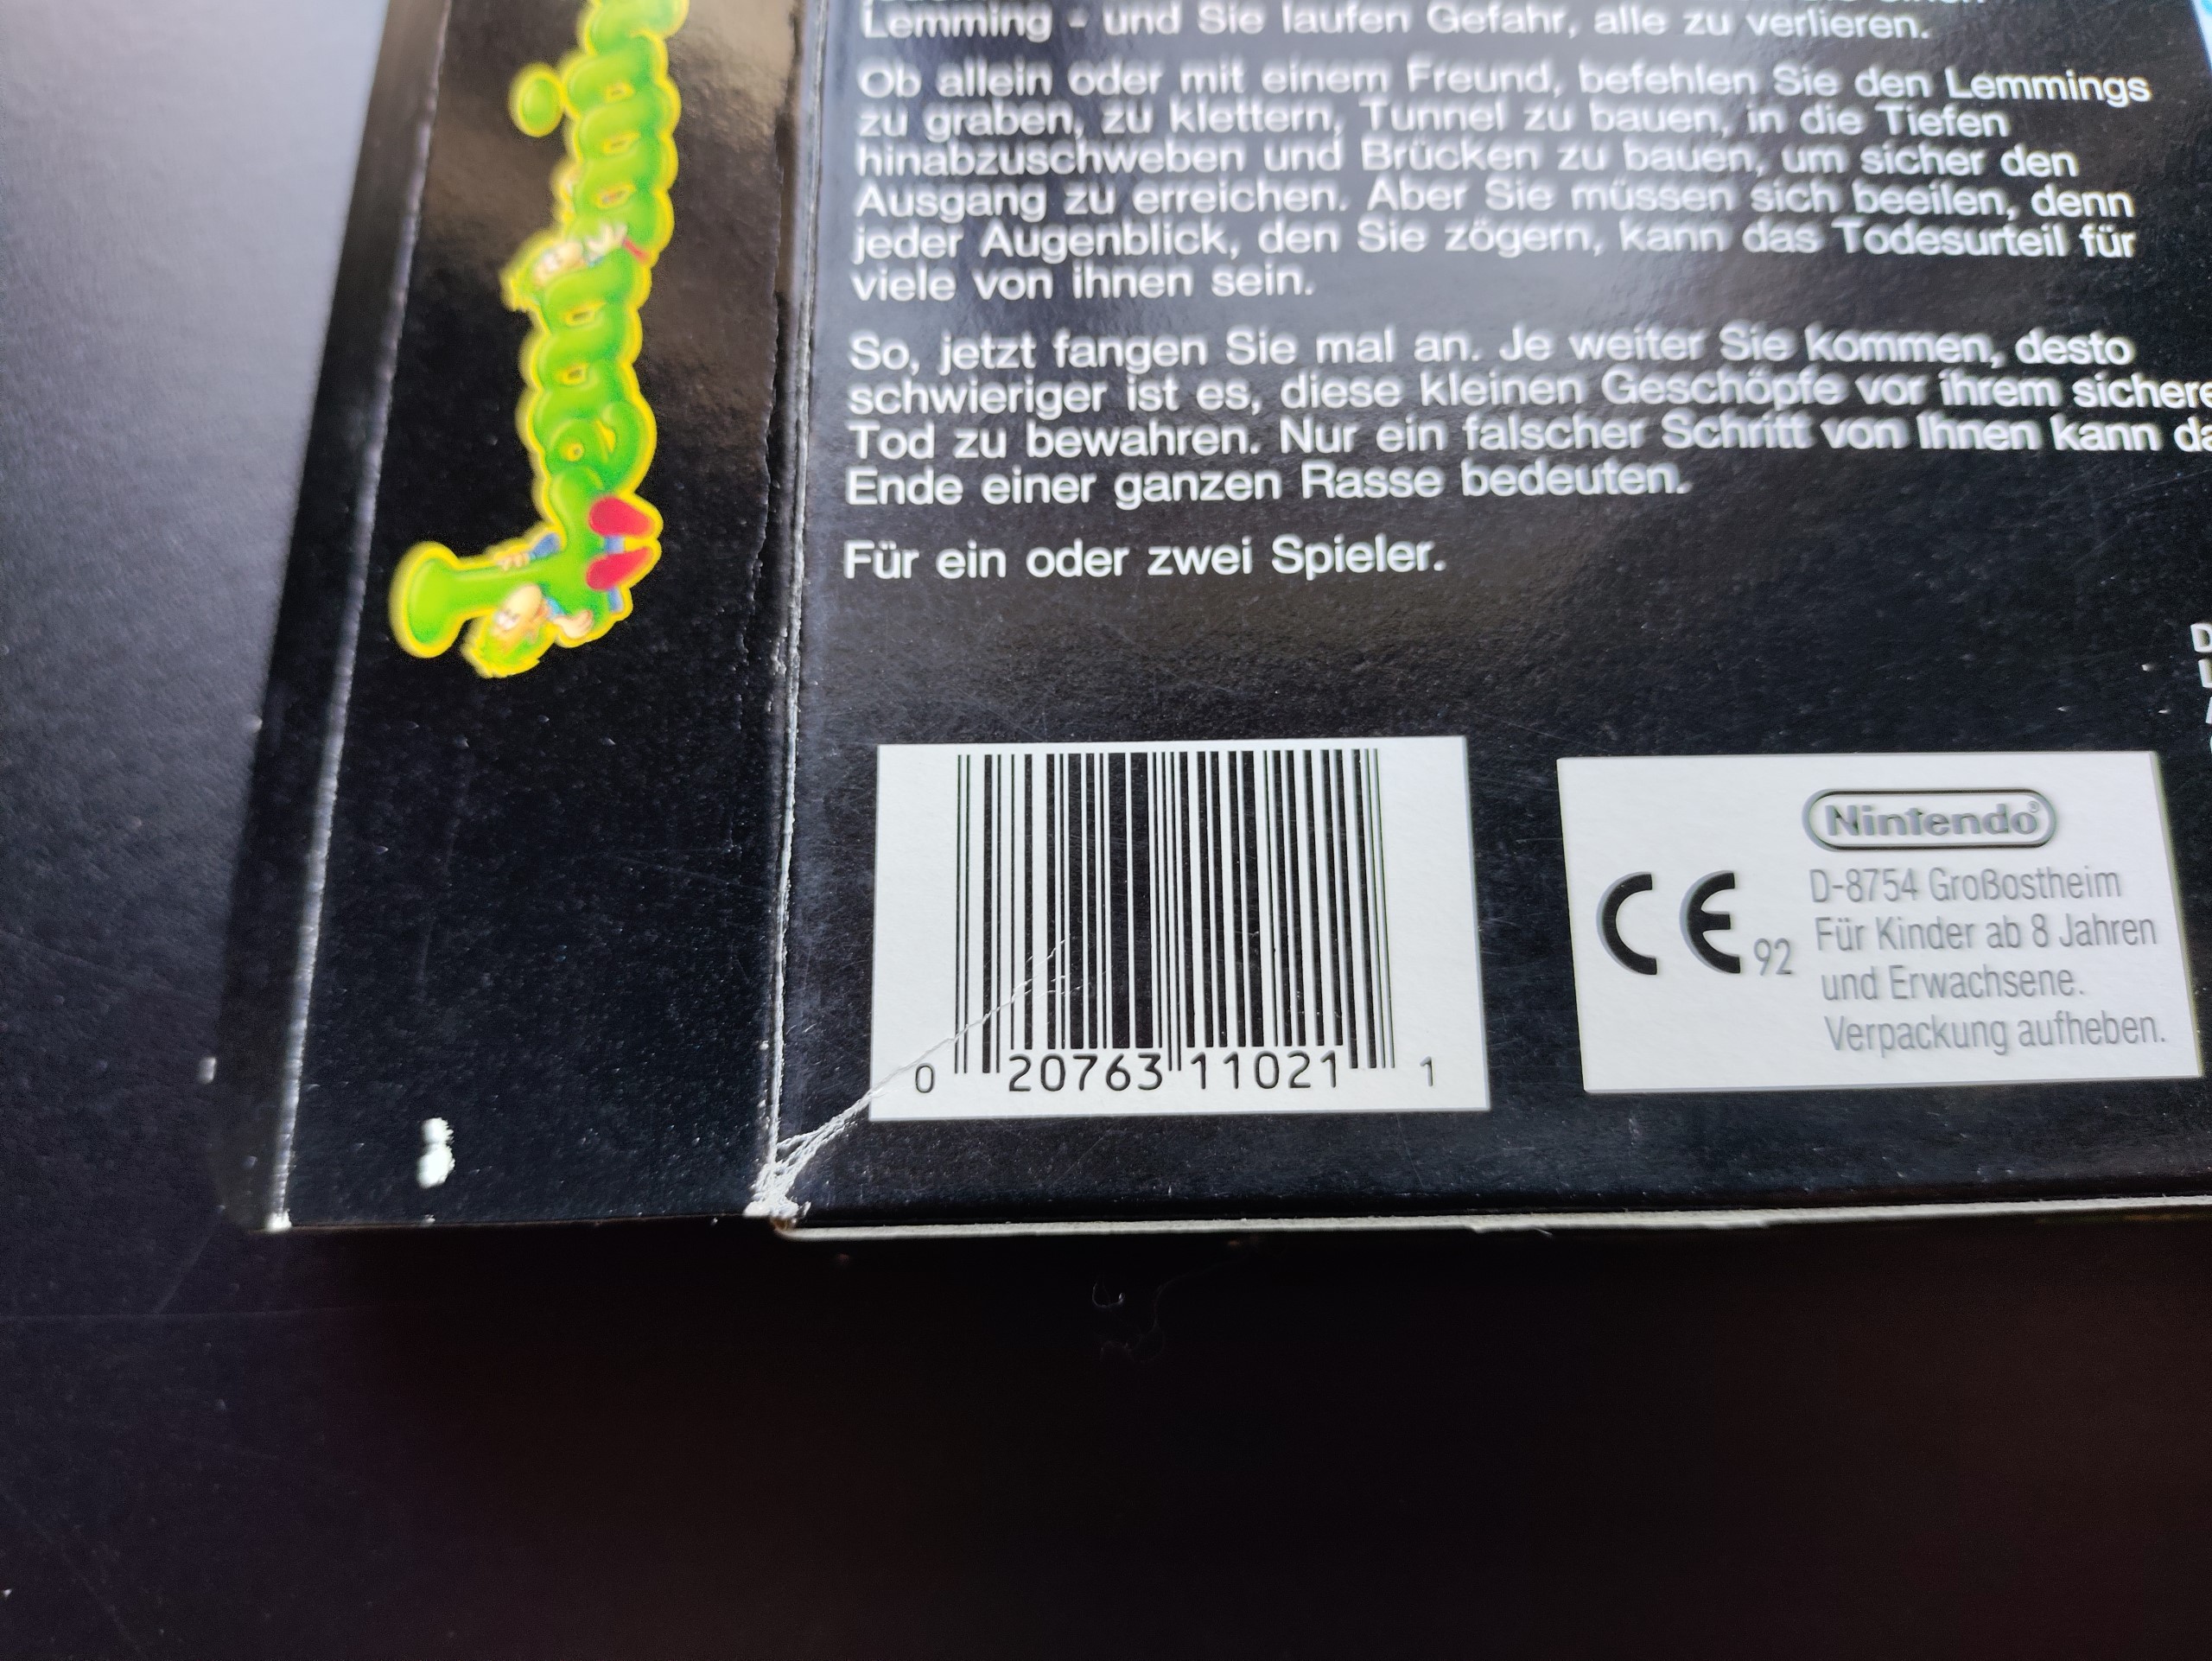 Lemming - und Sie laufen Gefahr, alle zu verlieren.
Ob allein oder mit einem Freund, befehlen Sie den Lemmings
zu graben, zu klettern, Tunnel zu bauen, in die Tiefen
hinabzuschweben und Brücken zu bauen, um sicher den
Ausgang zu erreichen. Aber Sie müssen sich beeilen, denn
jeder Augenblick, den Sie zögern, kann das Todesurteil für
viele von ihnen sein.
So, jetzt fangen Sie mal an. Je weiter Sie kommen, desto
schwieriger ist es, diese kleinen Geschöpfe vor ihrem
Tod zu bewahren. Nur ein falscher Schritt von Ihnen kann
Ende einer ganzen Rasse bedeuten.
Für ein oder zwei Spieler.
0 20763 11021 1
Nintendo®
CE 92
D-8754 Großostheim
Für Kinder ab 8 Jahren
und Erwachsene.
Verpackung aufheben.